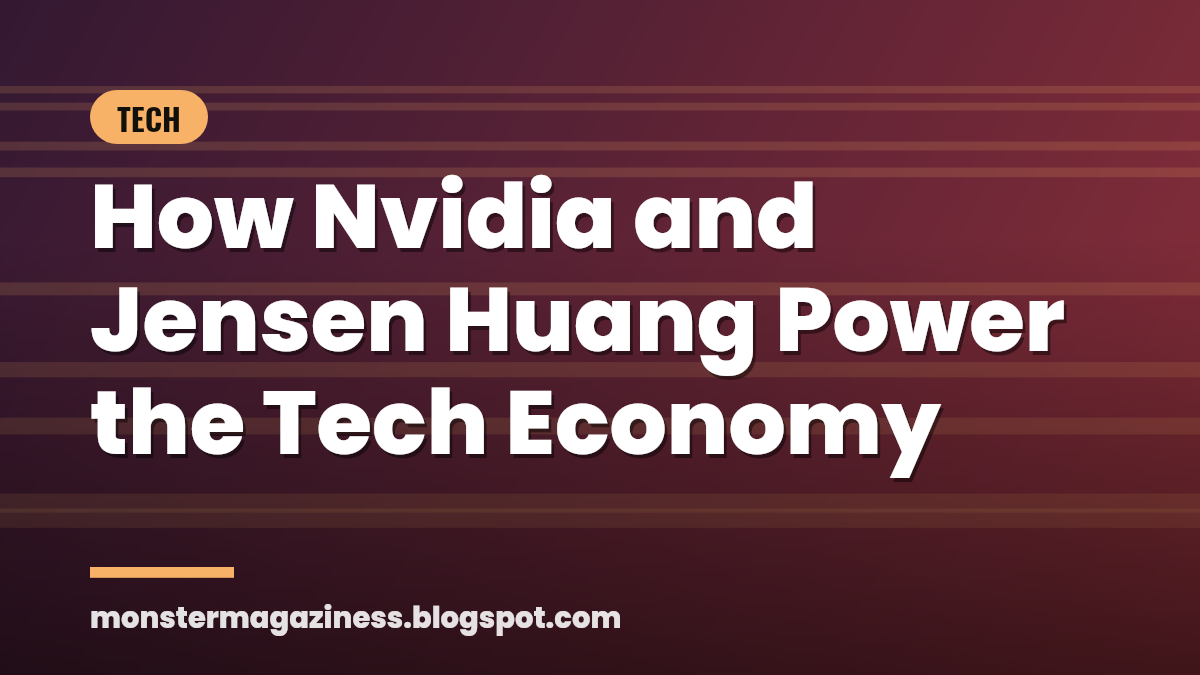 TECH
How Nvidia and
Jensen Huang Power
the Tech Economy
monstermagaziness.blogspot.com